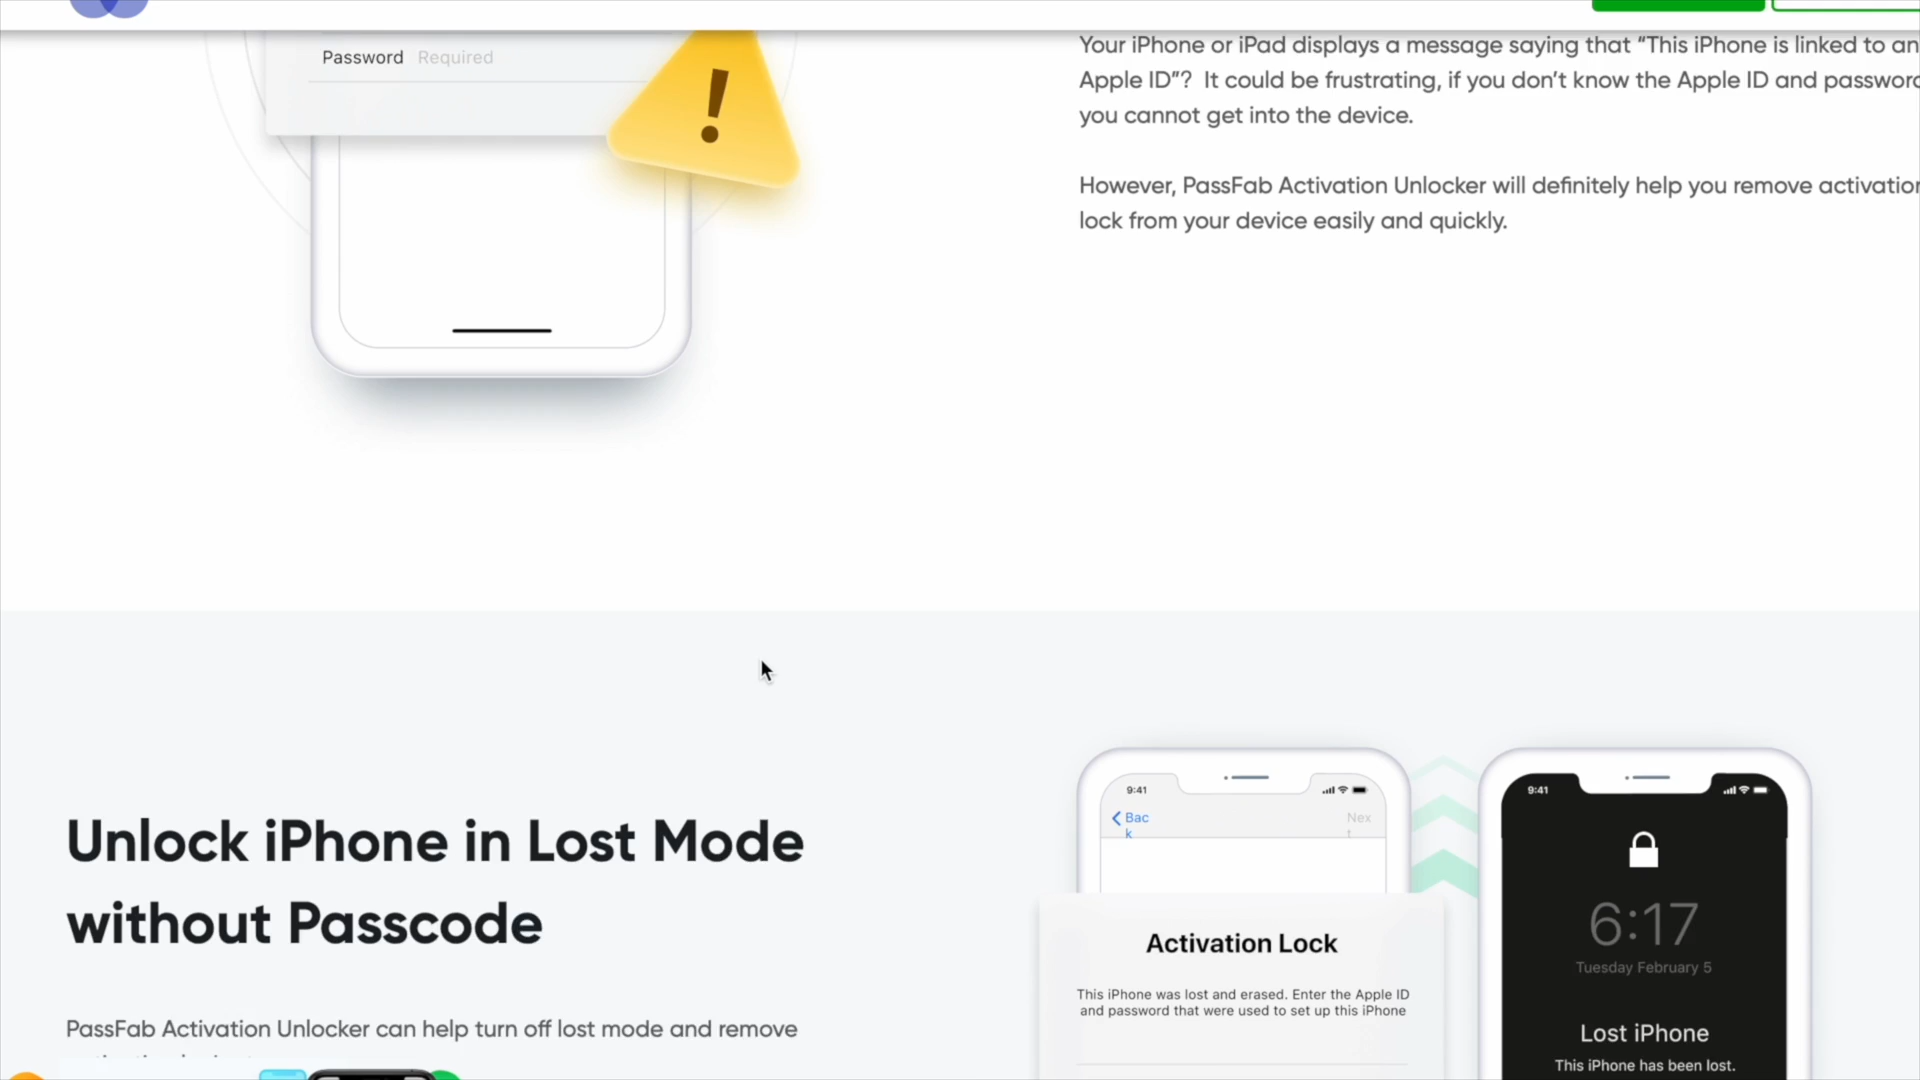 Password Required
Your iPhone or iPad displays a message saying that “This iPhone is linked to an
Apple ID”? It could be frustrating, if you don’t know the Apple ID and
you cannot get into the device.
However, PassFab Activation Unlocker will definitely help you remove
lock from your device easily and quickly.
Unlock iPhone in Lost Mode
without Passcode
PassFab Activation Unlocker can help turn off lost mode and remove
9:41
Bac
k
Nex
t
Activation Lock
This iPhone was lost and erased. Enter the Apple ID
and password that were used to set up this iPhone
9:41
6:17
Tuesday February 5
Lost iPhone
This iPhone has been lost.